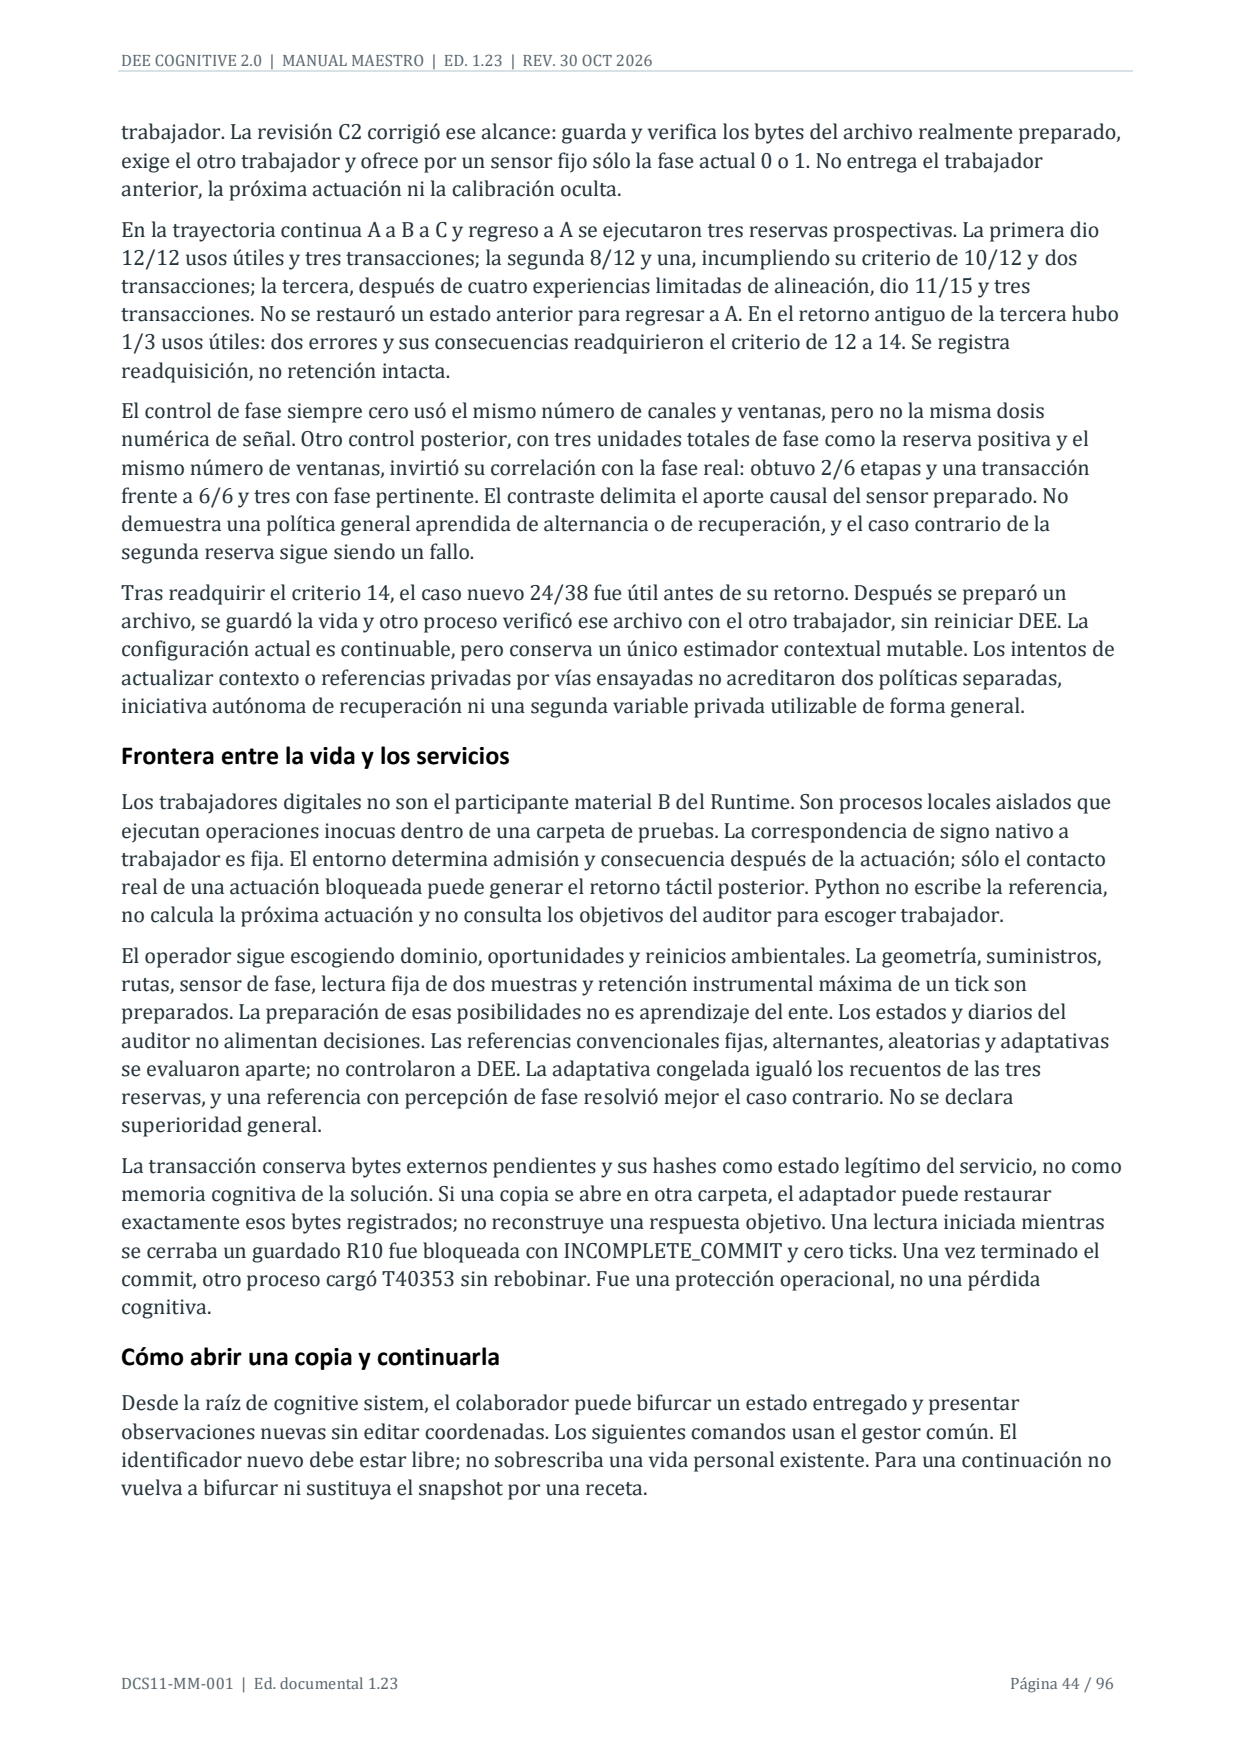 DEE COGNITIVE 2.0 | MANUAL MAESTRO | ED. 1.23 | REV. 30 OCT 2026
trabajador. La revisión C2 corrigió ese alcance: guarda y verifica los bytes del archivo realmente preparado,
exige el otro trabajador y ofrece por un sensor fijo sólo la fase actual 0 o 1. No entrega el trabajador
anterior, la próxima actuación ni la calibración oculta.
En la trayectoria continua A a B a C y regreso a A se ejecutaron tres reservas prospectivas. La primera dio
12/12 usos útiles y tres transacciones; la segunda 8/12 y una, incumpliendo su criterio de 10/12 y dos
transacciones; la tercera, después de cuatro experiencias limitadas de alineación, dio 11/15 y tres
transacciones. No se restauró un estado anterior para regresar a A. En el retorno antiguo de la tercera hubo
1/3 usos útiles: dos errores y sus consecuencias readquirieron el criterio de 12 a 14. Se registra
readquisición, no retención intacta.
El control de fase siempre cero usó el mismo número de canales y ventanas, pero no la misma dosis
numérica de señal. Otro control posterior, con tres unidades totales de fase como la reserva positiva y el
mismo número de ventanas, invirtió su correlación con la fase real: obtuvo 2/6 etapas y una transacción
frente a 6/6 y tres con fase pertinente. El contraste delimita el aporte causal del sensor preparado. No
demuestra una política general aprendida de alternancia o de recuperación, y el caso contrario de la
segunda reserva sigue siendo un fallo.
Tras readquirir el criterio 14, el caso nuevo 24/38 fue útil antes de su retorno. Después se preparó un
archivo, se guardó la vida y otro proceso verificó ese archivo con el otro trabajador, sin reiniciar DEE. La
configuración actual es continuable, pero conserva un único estimador contextual mutable. Los intentos de
actualizar contexto o referencias privadas por vías ensayadas no acreditaron dos políticas separadas,
iniciativa autónoma de recuperación ni una segunda variable privada utilizable de forma general.
Frontera entre la vida y los servicios
Los trabajadores digitales no son el participante material B del Runtime. Son procesos locales aislados que
ejecutan operaciones inocuas dentro de una carpeta de pruebas. La correspondencia de signo nativo a
trabajador es fija. El entorno determina admisión y consecuencia después de la actuación; sólo el contacto
real de una actuación bloqueada puede generar el retorno táctil posterior. Python no escribe la referencia,
no calcula la próxima actuación y no consulta los objetivos del auditor para escoger trabajador.
El operador sigue escogiendo dominio, oportunidades y reinicios ambientales. La geometría, suministros,
rutas, sensor de fase, lectura fija de dos muestras y retención instrumental máxima de un tick son
preparados. La preparación de esas posibilidades no es aprendizaje del ente. Los estados y diarios del
auditor no alimentan decisiones. Las referencias convencionales fijas, alternantes, aleatorias y adaptativas
se evaluaron aparte; no controlaron a DEE. La adaptativa congelada igualó los recuentos de las tres
reservas, y una referencia con percepción de fase resolvió mejor el caso contrario. No se declara
superioridad general.
La transacción conserva bytes externos pendientes y sus hashes como estado legítimo del servicio, no como
memoria cognitiva de la solución. Si una copia se abre en otra carpeta, el adaptador puede restaurar
exactamente esos bytes registrados; no reconstruye una respuesta objetivo. Una lectura iniciada mientras
se cerraba un guardado R10 fue bloqueada con INCOMPLETE_COMMIT y cero ticks. Una vez terminado el
commit, otro proceso cargó T40353 sin rebobinar. Fue una protección operacional, no una pérdida
cognitiva.
Cómo abrir una copia y continuarla
Desde la raíz de cognitive sistem, el colaborador puede bifurcar un estado entregado y presentar
observaciones nuevas sin editar coordenadas. Los siguientes comandos usan el gestor común. El
identificador nuevo debe estar libre; no sobrescriba una vida personal existente. Para una continuación no
vuelva a bifurcar ni sustituya el snapshot por una receta.
DCS11-MM-001 | Ed. documental 1.23
Página 44 / 96